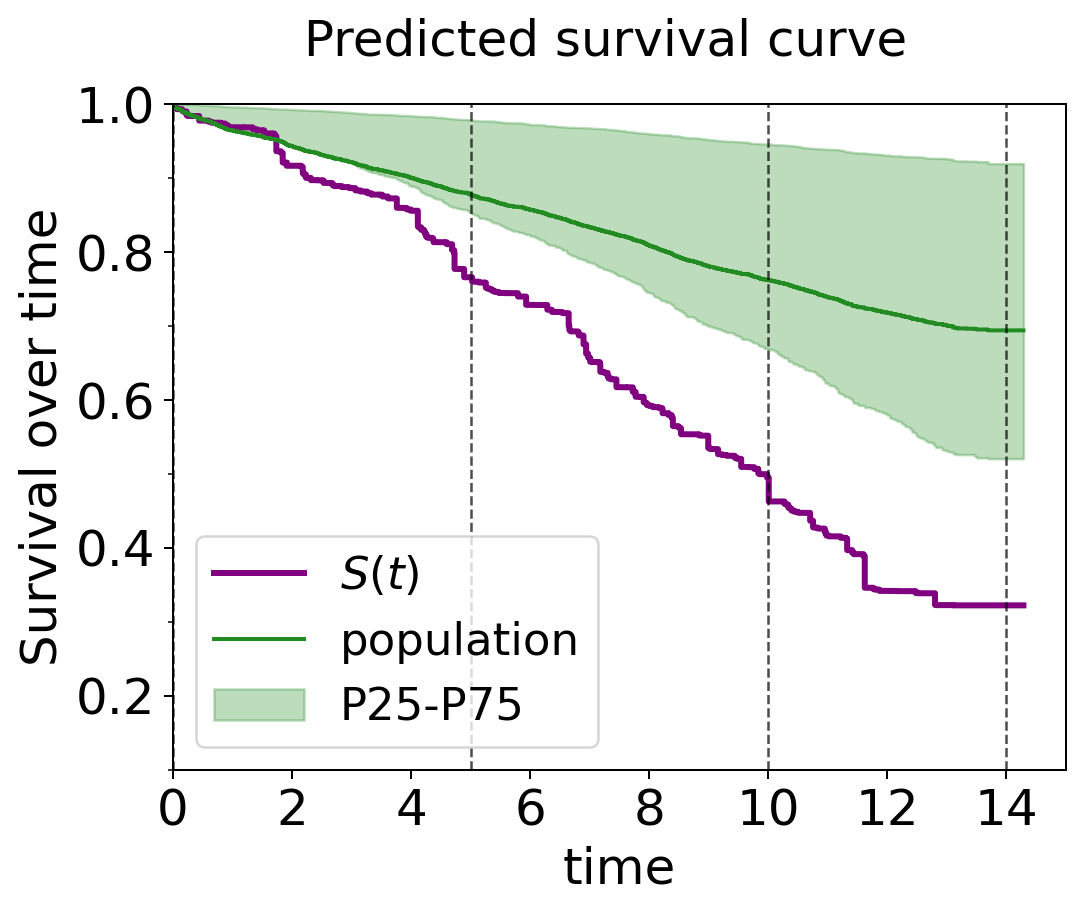 Predicted survival curve
Survival over time
1.0
0.8
0.6
0.4
0.2
S(t)
population
P25-P75
0 2 4 6 8 10 12 14
time